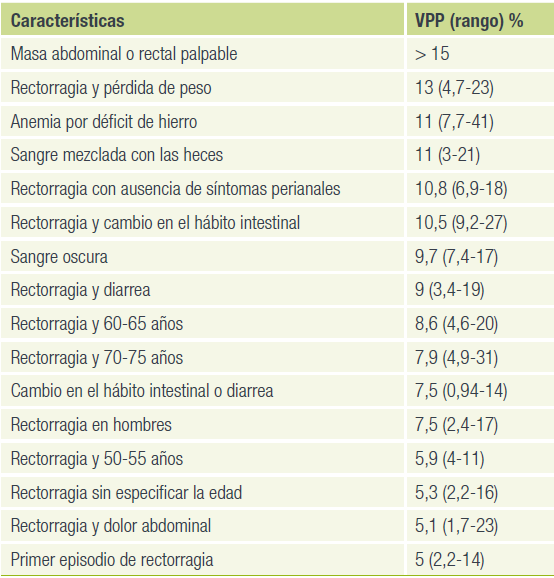 Características VPP (rango) %
Masa abdominal o rectal palpable > 15
Rectorragia y pérdida de peso 13 (4,7-23)
Anemia por déficit de hierro 11 (7,7-41)
Sangre mezclada con las heces 11 (3-21)
Rectorragia con ausencia de síntomas perianales 10,8 (6,9-18)
Rectorragia y cambio en el hábito intestinal 10,5 (9,2-27)
Sangre oscura 9,7 (7,4-17)
Rectorragia y diarrea 9 (3,4-19)
Rectorragia y 60-65 años 8,6 (4,6-20)
Rectorragia y 70-75 años 7,9 (4,9-31)
Cambio en el hábito intestinal o diarrea 7,5 (0,94-14)
Rectorragia en hombres 7,5 (2,4-17)
Rectorragia y 50-55 años 5,9 (4-11)
Rectorragia sin especificar la edad 5,3 (2,2-16)
Rectorragia y dolor abdominal 5,1 (1,7-23)
Primer episodio de rectorragia 5 (2,2-14)